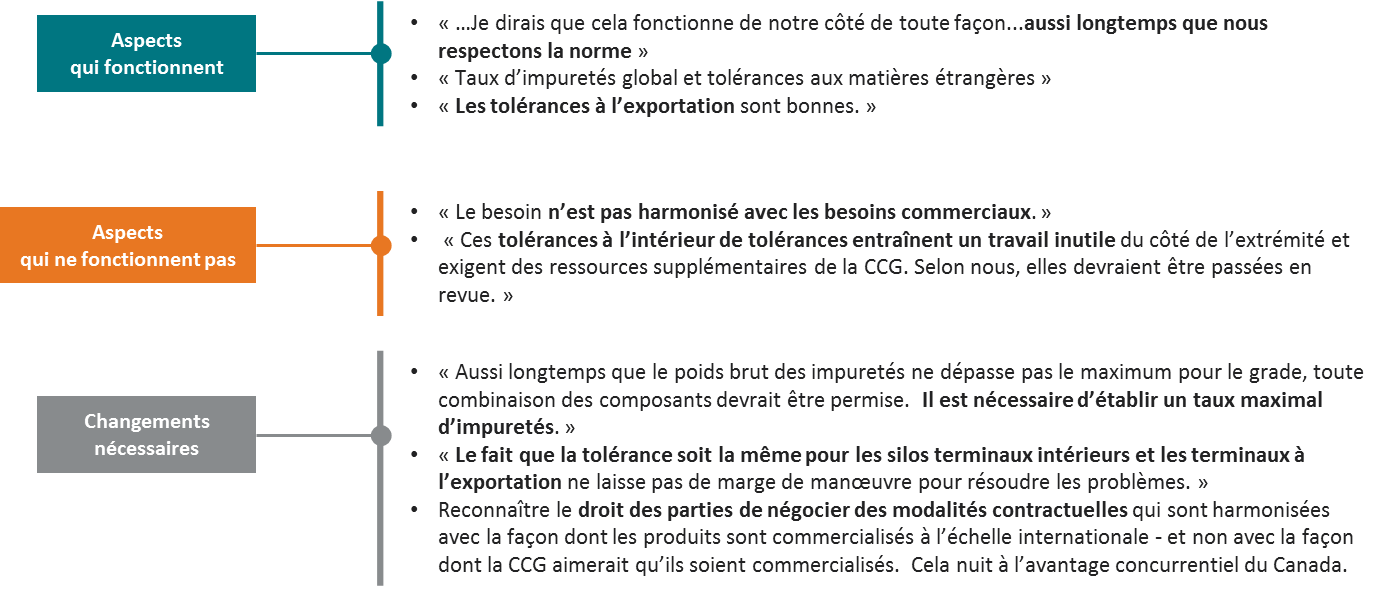 Aspects
qui fonctionnent
• « …Je dirais que cela fonctionne de notre côté de toute façon...aussi longtemps que nous
respectons la norme »
• « Taux d’impuretés global et tolérances aux matières étrangères »
• « Les tolérances à l’exportation sont bonnes. »
Aspects
qui ne fonctionnent pas
• « Le besoin n’est pas harmonisé avec les besoins commerciaux. »
• « Ces tolérances à l’intérieur de tolérances entraînent un travail inutile du côté de l’extrémité et
exigent des ressources supplémentaires de la CCG. Selon nous, elles devraient être passées en
revue. »
Changements
nécessaires
• « Aussi longtemps que le poids brut des impuretés ne dépasse pas le maximum pour le grade, toute
combinaison des composants devrait être permise. Il est nécessaire d’établir un taux maximal
d’impuretés. »
• « Le fait que la tolérance soit la même pour les silos terminaux intérieurs et les terminaux à
l’exportation ne laisse pas de marge de manœuvre pour résoudre les problèmes. »
• Reconnaître le droit des parties de négocier des modalités contractuelles qui sont harmonisées
avec la façon dont les produits sont commercialisés à l’échelle internationale - et non avec la façon
dont la CCG aimerait qu’ils soient commercialisés. Cela nuit à l’avantage concurrentiel du Canada.